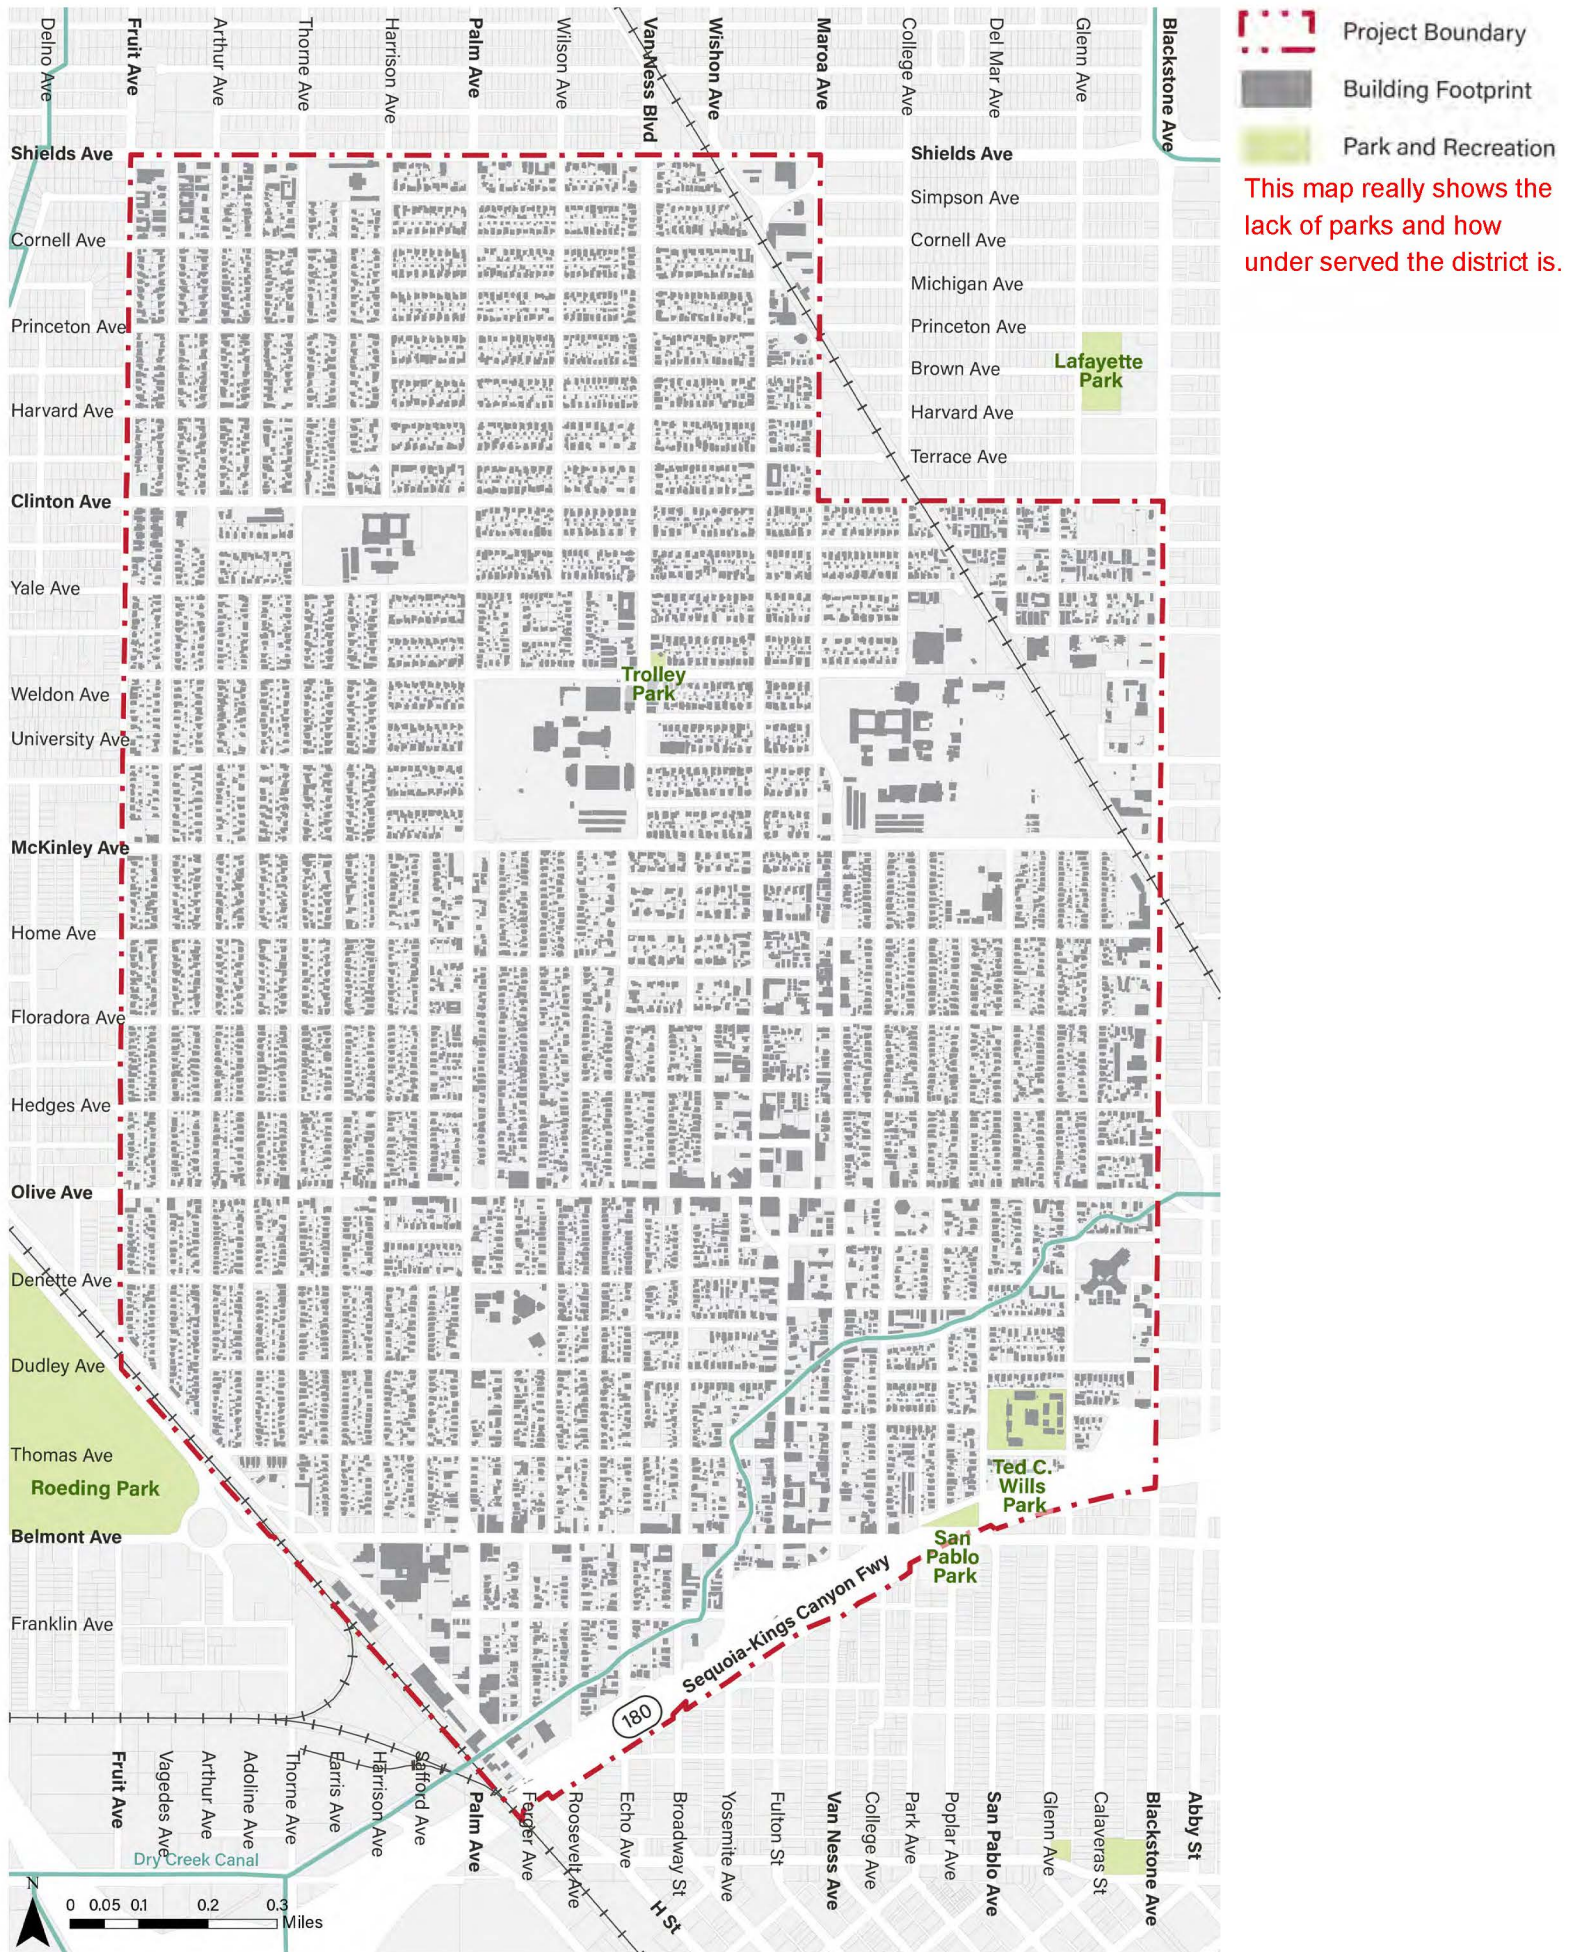 Delno Ave
Fruit Ave
Arthur Ave
Thorne Ave
Harrison Ave
Palm Ave
Wilson Ave
Van Ness Blvd
Wishon Ave
Maroa Ave
College Ave
Del Mar Ave
Glenn Ave
Blackstone Ave
Project Boundary
Building Footprint
Park and Recreation
This map really shows the
lack of parks and how
under served the district is.
Shields Ave
Cornell Ave
Princeton Ave
Harvard Ave
Clinton Ave
Yale Ave
Weldon Ave
University Ave
McKinley Ave
Home Ave
Floradora Ave
Hedges Ave
Olive Ave
Denette Ave
Dudley Ave
Thomas Ave
Roeding Park
Belmont Ave
Franklin Ave
Shields Ave
Simpson Ave
Cornell Ave
Michigan Ave
Princeton Ave
Brown Ave
Harvard Ave
Terrace Ave
Lafayette
Park
Trolley
Park
Ted C.
Wills
Park
San
Pablo
Park
Sequoia-Kings Canyon Fwy
180
Fruit Ave
Vagedes Ave
Arthur Ave
Adoline Ave
Thorne Ave
Farris Ave
Harrison Ave
Safford Ave
Palm Ave
Ferger Ave
Roosevelt Ave
Echo Ave
Broadway St
Yosemite Ave
Fulton St
Van Ness Ave
College Ave
Park Ave
Poplar Ave
San Pablo Ave
Glenn Ave
Calaveras St
Blackstone Ave
Abby St
H St
Dry Creek Canal
N
0 0.05 0.1 0.2 0.3
Miles